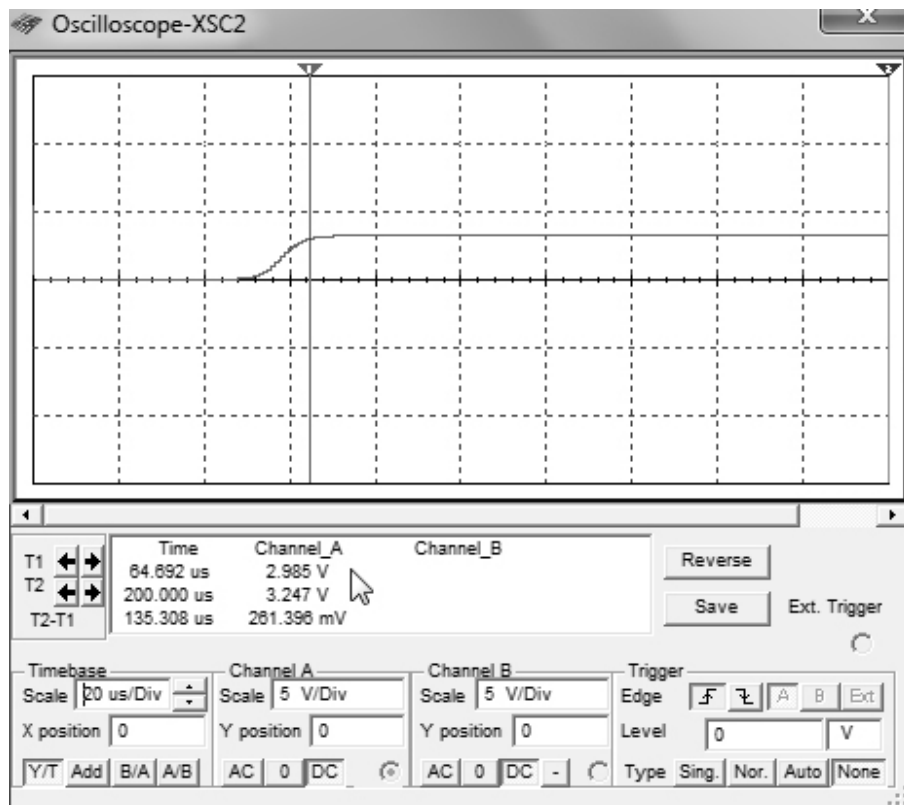 Oscilloscope-XSC2
X
1
2
Time Channel_A Channel_B
T1 64.692 us 2.985 V
T2 200.000 us 3.247 V
T2-T1 135.308 us 261.396 mV
Reverse
Save
Ext. Trigger
Timebase
Scale 20 us/Div
X position 0
Y/T Add B/A A/B
Channel A
Scale 5 V/Div
Y position 0
AC 0 DC
Channel B
Scale 5 V/Div
Y position 0
AC 0 DC -
Trigger
Edge A B Ext
Level 0 V
Type Sing. Nor. Auto None